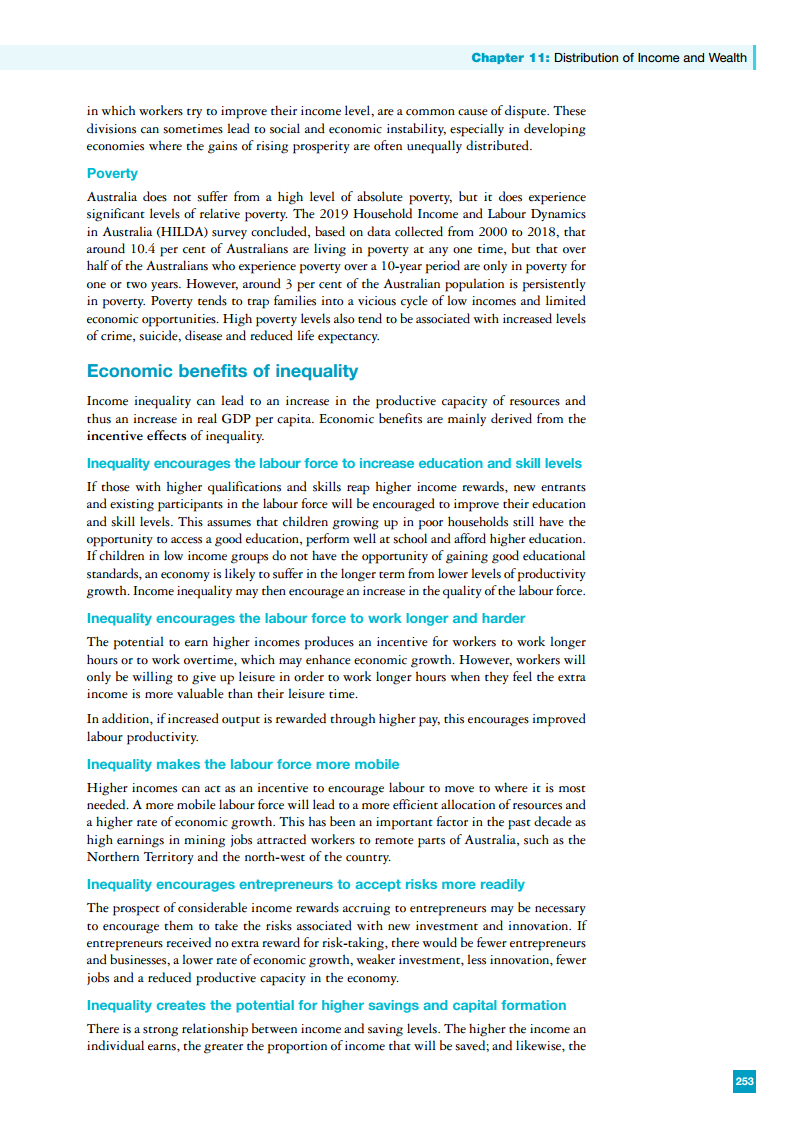 Chapter 11: Distribution of Income and Wealth
in which workers try to improve their income level, are a common cause of dispute. These
divisions can sometimes lead to social and economic instability, especially in developing
economies where the gains of rising prosperity are often unequally distributed.
Poverty
Australia does not suffer from a high level of absolute poverty, but it does experience
significant levels of relative poverty. The 2019 Household Income and Labour Dynamics
in Australia (HILDA) survey concluded, based on data collected from 2000 to 2018, that
around 10.4 per cent of Australians are living in poverty at any one time, but that over
half of the Australians who experience poverty over a 10-year period are only in poverty for
one or two years. However, around 3 per cent of the Australian population is persistently
in poverty. Poverty tends to trap families into a vicious cycle of low incomes and limited
economic opportunities. High poverty levels also tend to be associated with increased levels
of crime, suicide, disease and reduced life expectancy.
Economic benefits of inequality
Income inequality can lead to an increase in the productive capacity of resources and
thus an increase in real GDP per capita. Economic benefits are mainly derived from the
incentive effects of inequality.
Inequality encourages the labour force to increase education and skill levels
If those with higher qualifications and skills reap higher income rewards, new entrants
and existing participants in the labour force will be encouraged to improve their education
and skill levels. This assumes that children growing up in poor households still have the
opportunity to access a good education, perform well at school and afford higher education.
If children in low income groups do not have the opportunity of gaining good educational
standards, an economy is likely to suffer in the longer term from lower levels of productivity
growth. Income inequality may then encourage an increase in the quality of the labour force.
Inequality encourages the labour force to work longer and harder
The potential to earn higher incomes produces an incentive for workers to work longer
hours or to work overtime, which may enhance economic growth. However, workers will
only be willing to give up leisure in order to work longer hours when they feel the extra
income is more valuable than their leisure time.
In addition, if increased output is rewarded through higher pay, this encourages improved
labour productivity.
Inequality makes the labour force more mobile
Higher incomes can act as an incentive to encourage labour to move to where it is most
needed. A more mobile labour force will lead to a more efficient allocation of resources and
a higher rate of economic growth. This has been an important factor in the past decade as
high earnings in mining jobs attracted workers to remote parts of Australia, such as the
Northern Territory and the north-west of the country.
Inequality encourages entrepreneurs to accept risks more readily
The prospect of considerable income rewards accruing to entrepreneurs may be necessary
to encourage them to take the risks associated with new investment and innovation. If
entrepreneurs received no extra reward for risk-taking, there would be fewer entrepreneurs
and businesses, a lower rate of economic growth, weaker investment, less innovation, fewer
jobs and a reduced productive capacity in the economy.
Inequality creates the potential for higher savings and capital formation
There is a strong relationship between income and saving levels. The higher the income an
individual earns, the greater the proportion of income that will be saved; and likewise, the
253